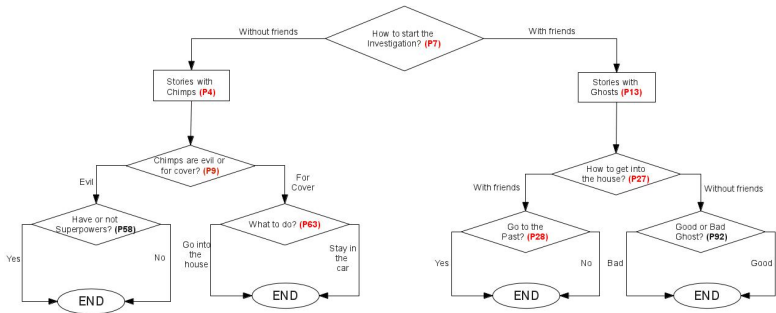 How to start the
Investigation? (P7)
Without friends
With friends
Stories with
Chimps (P4)
Stories with
Ghosts (P13)
Chimps are evil or
for cover? (P9)
How to get into
the house? (P27)
Evil
For
Cover
With friends
Without friends
Have or not
Superpowers? (P58)
What to do? (P63)
Go to the
Past? (P28)
Good or Bad
Ghost? (P92)
Yes
No
Go into
the
house
Stay in
the
car
Yes
No
Bad
Good
END
END
END
END